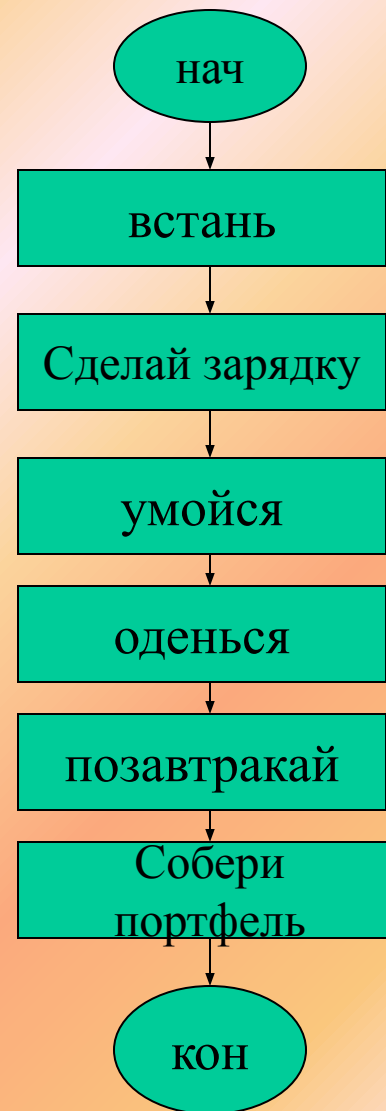 нач
встань
Сделай зарядку
умойся
оденься
позавтракай
Собери
портфель
кон